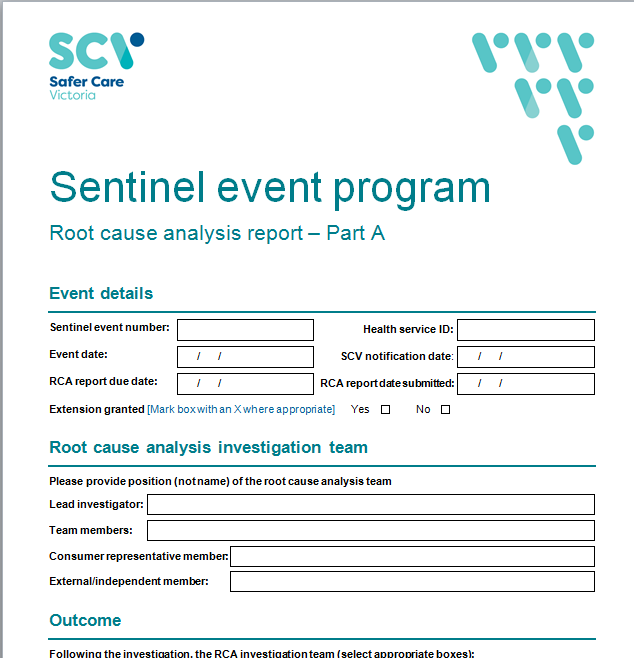 SCV
Safer Care
Victoria
Sentinel event program
Root cause analysis report – Part A
Event details
Sentinel event number: Health service ID:
Event date: / / SCV notification date: / /
RCA report due date: / / RCA report date submitted: / /
Extension granted [Mark box with an X where appropriate] Yes ☐ No ☐
Root cause analysis investigation team
Please provide position (not name) of the root cause analysis team
Lead investigator:
Team members:
Consumer representative member:
External/independent member:
Outcome
Following the investigation, the RCA investigation team (select appropriate boxes):